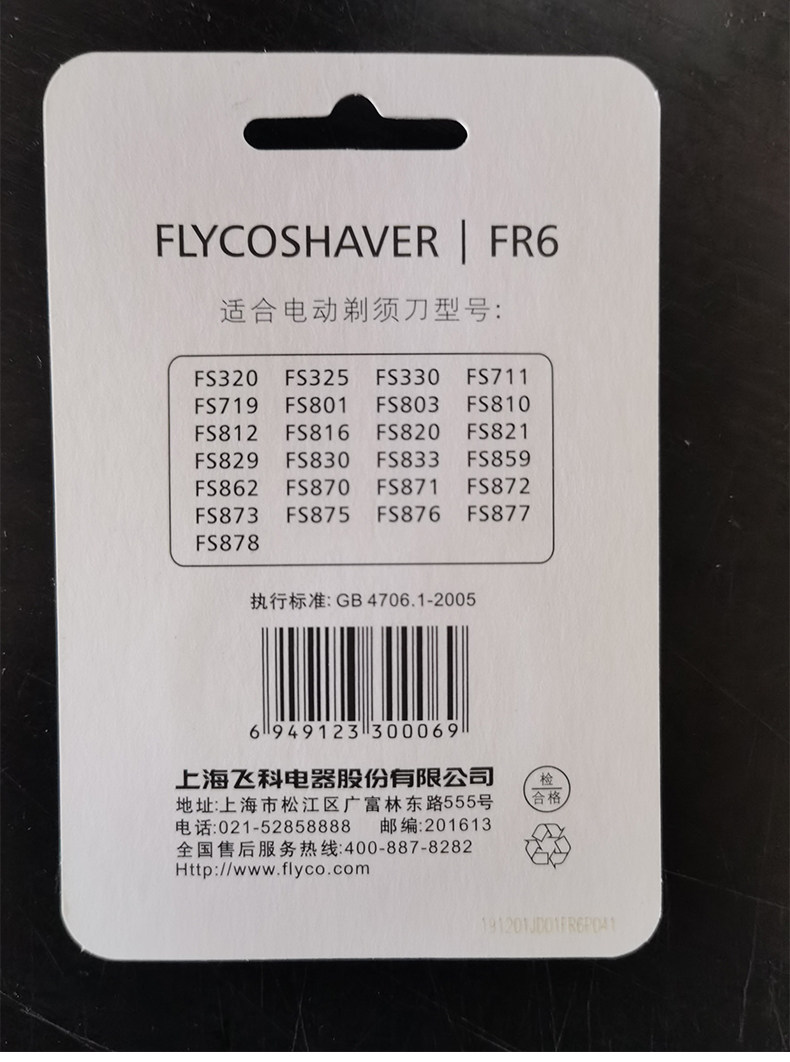 FLYCOSHAVER | FR6
适合电动剃须刀型号:
FS320 FS325 FS330 FS711
FS719 FS801 FS803 FS810
FS812 FS816 FS820 FS821
FS829 FS830 FS833 FS859
FS862 FS870 FS871 FS872
FS873 FS875 FS876 FS877
FS878
执行标准: GB 4706.1-2005
6 949123 300069
上海飞科电器股份有限公司
地址:上海市松江区广富林东路555号
电话:021-52858888 邮编:201613
全国售后服务热线:400-887-8282
Http://www.flyco.com
检
合格
191201JD01FR6P041